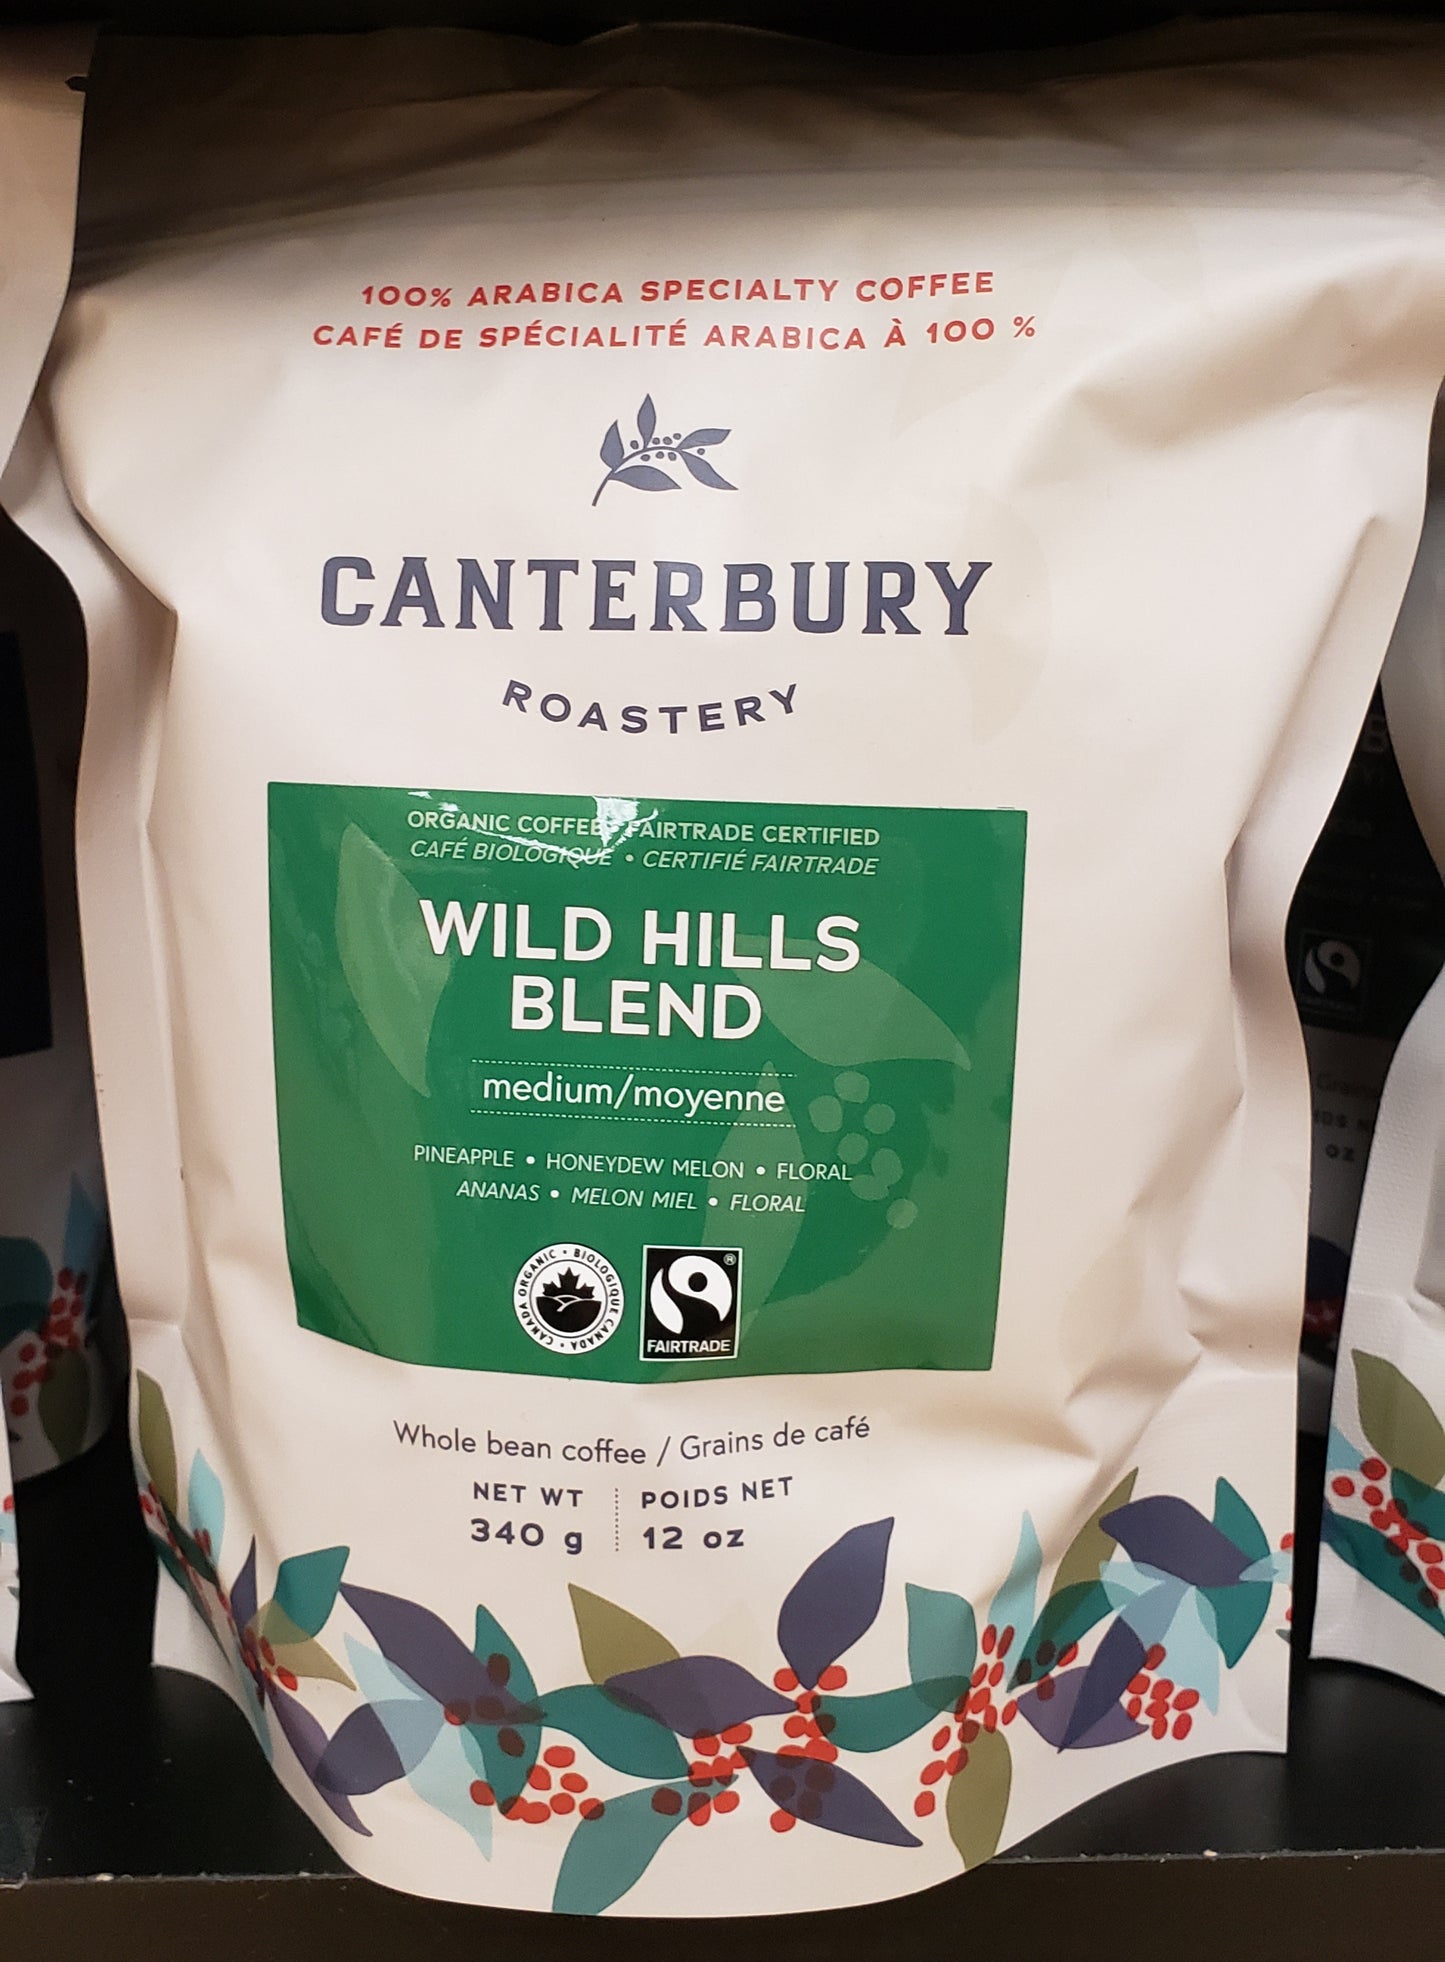 100% ARABICA SPECIALTY COFFEE
CAFÉ DE SPÉCIALITÉ ARABICA À 100 %
CANTERBURY
ROASTERY
ORGANIC COFFEE • FAIRTRADE CERTIFIED
CAFÉ BIOLOGIQUE • CERTIFIÉ FAIRTRADE
WILD HILLS
BLEND
medium/moyenne
PINEAPPLE • HONEYDEW MELON • FLORAL
ANANAS • MELON MIEL • FLORAL
CANADA ORGANIC • BIOLOGIQUE CANADA •
®
FAIRTRADE
Whole bean coffee / Grains de café
NET WT
340 g
POIDS NET
12 oz
Grains
oz